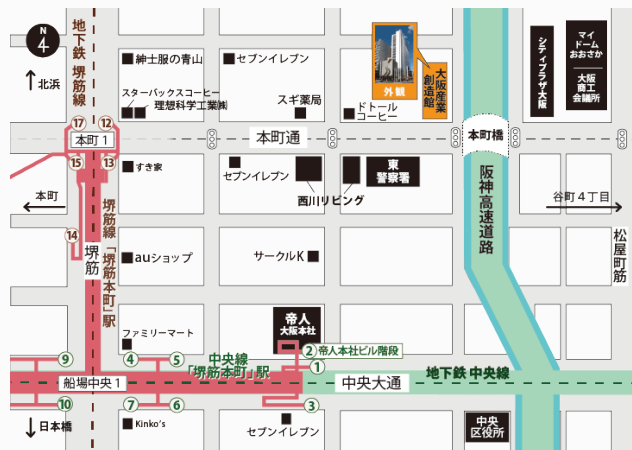 N
4
北浜
地下鉄 堺筋線
紳士服の青山
セブンイレブン
スターバックスコーヒー
理想科学工業㈱
スギ薬局
ドトール
コーヒー
外観
大阪産業
創造館
シティプラザ大阪
マイ
ドーム
おおさか
大阪
商工
会議所
⑰
⑫
本町1
⑮
⑬
本町通
本町橋
すき家
セブンイレブン
西川リビング
東
警察署
阪神高速道路
本町
谷町4丁目
松屋町筋
⑭
堺筋
堺筋線「堺筋本町」駅
auショップ
サークルK
帝人
大阪本社
ファミリーマート
②帝人本社ビル階段
①
⑨
④
⑤
中央線
「堺筋本町」駅
地下鉄 中央線
船場中央1
中央大通
⑩
⑦
⑥
③
日本橋
Kinko's
セブンイレブン
中央
区役所